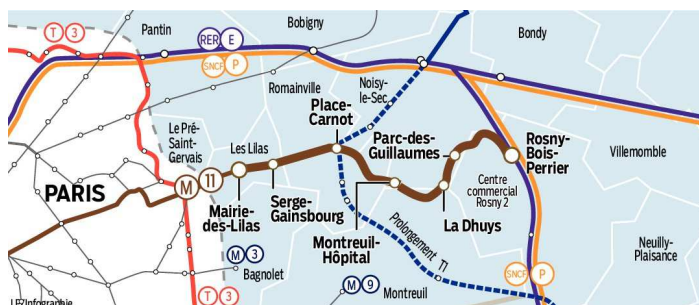 T 3
Pantin
Bobigny
RER E
SNCF P
Bondy
Romainville
Noisy-
le-Sec
Place-
Carnot
Le Pré-
Saint-
Gervais
Les Lilas
Parc-des-
Guillaumes
Rosny-
Bois-
Perrier
Villemomble
PARIS
M 11
Mairie-
des-Lilas
Serge-
Gainsbourg
Centre
commercial
Rosny 2
La Dhuys
Montreuil-
Hôpital
Prolongement T1
Neuilly-
Plaisance
M 3
Bagnolet
SNCF P
T 3
M 9
Montreuil
LP/Infographie